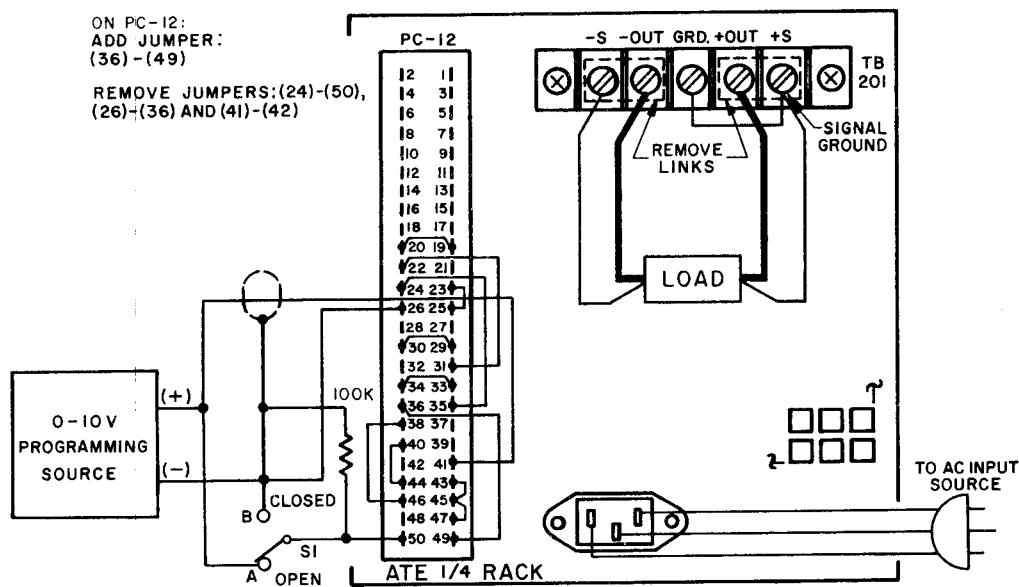 ON PC-12:
ADD JUMPER:
(36)-(49)
REMOVE JUMPERS: (24)-(50),
(26)-(36) AND (41)-(42)
PC-12
2 1
4 3
6 5
8 7
10 9
12 11
14 13
16 15
18 17
20 19
22 21
24 23
26 25
28 27
30 29
32 31
34 33
36 35
38 37
40 39
42 41
44 43
46 45
48 47
50 49
ATE 1/4 RACK
-S -OUT GRD. +OUT +S
TB
201
REMOVE
LINKS
SIGNAL
GROUND
LOAD
0-10V
PROGRAMMING
SOURCE
(+)
(-)
100K
CLOSED
B
S1
A
OPEN
TO AC INPUT
SOURCE